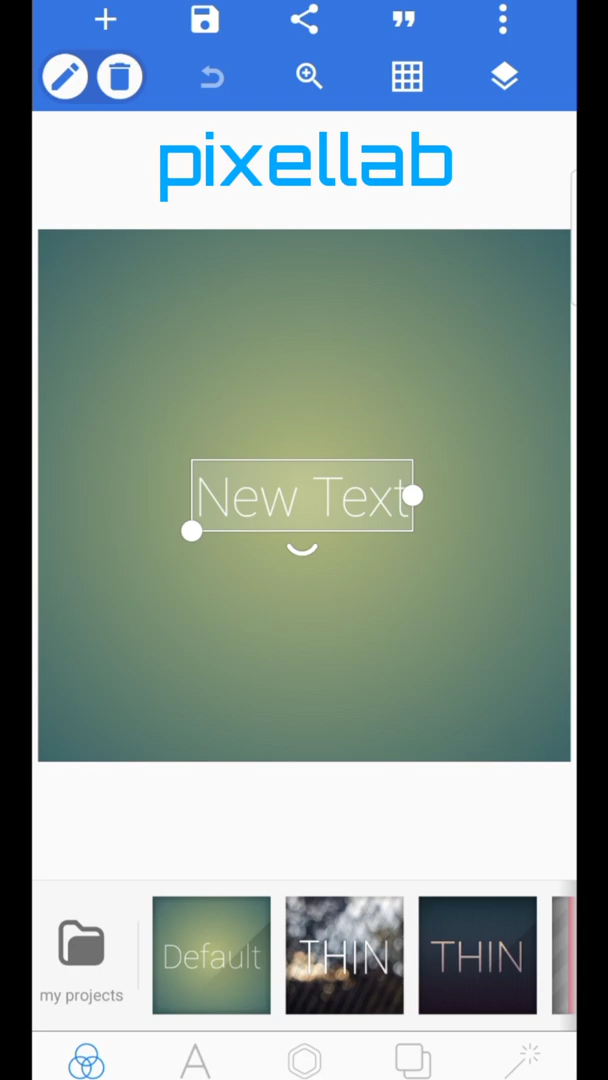 pixellab
New Text
my projects
Default
THIN
THIN